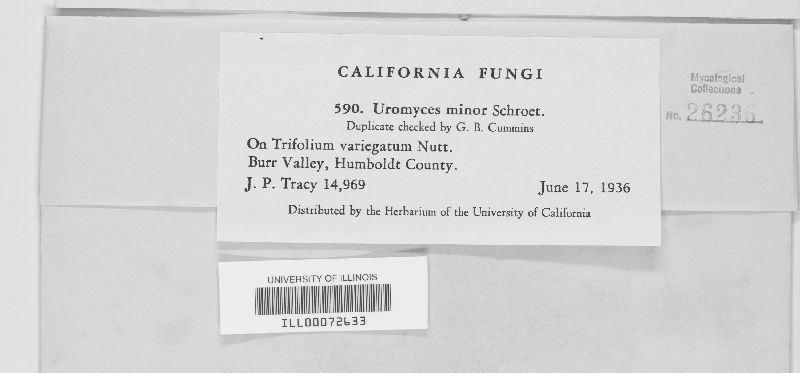 CALIFORNIA FUNGI
590. Uromyces minor Schroet.
Duplicate checked by G. B. Cummins
On Trifolium variegatum Nutt.
Burr Valley, Humboldt County.
J. P. Tracy 14,969
June 17, 1936
Distributed by the Herbarium of the University of California
Mycological
Collections
No. 26236
UNIVERSITY OF ILLINOIS
ILL00072633